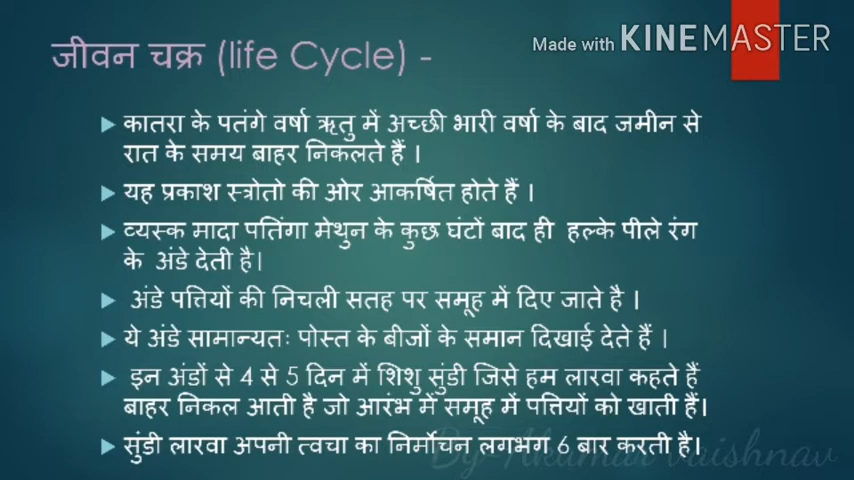 जीवन चक्र (life Cycle) -
Made with KINEMASTER
कातरा के पतंगे वर्षा ऋतु में अच्छी भारी वर्षा के बाद जमीन से
रात के समय बाहर निकलते हैं ।
यह प्रकाश स्त्रोतो की ओर आकर्षित होते हैं ।
व्यस्क मादा पतिंगा मेथुन के कुछ घंटों बाद ही हल्के पीले रंग
के अंडे देती है।
अंडे पत्तियों की निचली सतह पर समूह में दिए जाते है ।
ये अंडे सामान्यतः पोस्त के बीजों के समान दिखाई देते हैं ।
इन अंडों से 4 से 5 दिन में शिशु सुंडी जिसे हम लारवा कहते हैं
बाहर निकल आती है जो आरंभ में समूह में पत्तियों को खाती हैं।
सुंडी लारवा अपनी त्वचा का निर्मोचन लगभग 6 बार करती है।
By- Vaishnav